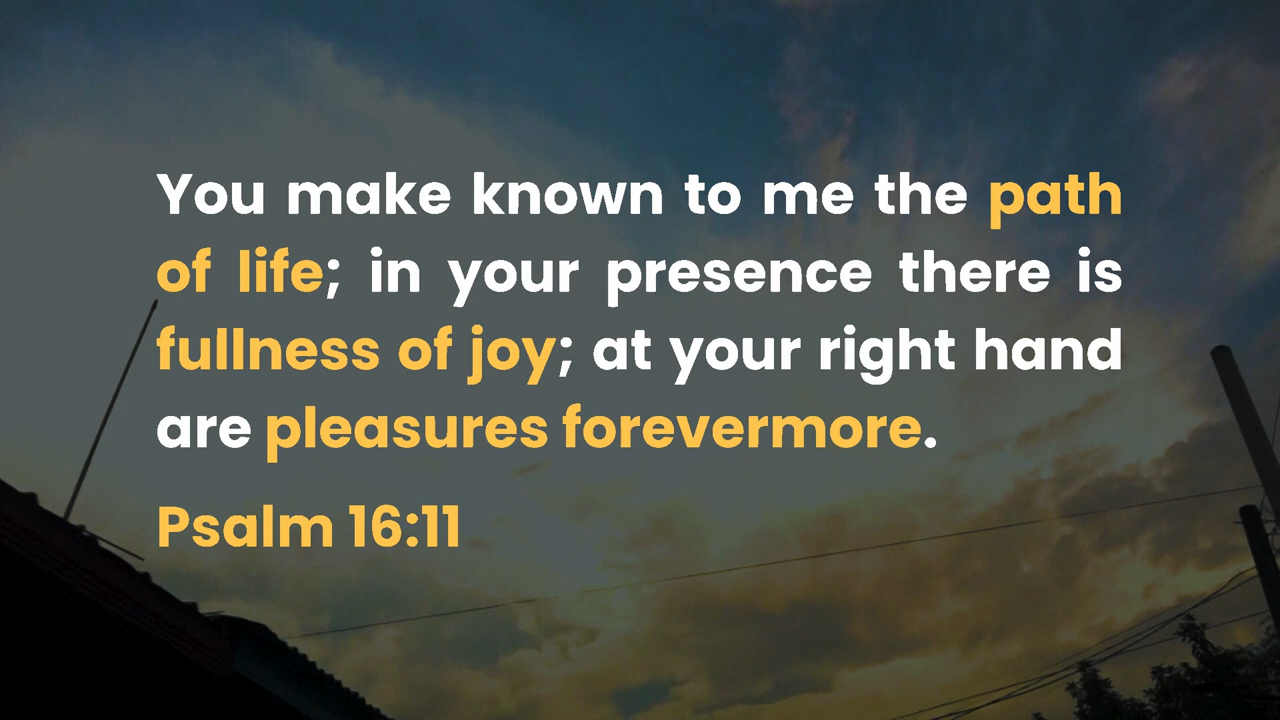 You make known to me the path
of life; in your presence there is
fullness of joy; at your right hand
are pleasures forevermore.
Psalm 16:11